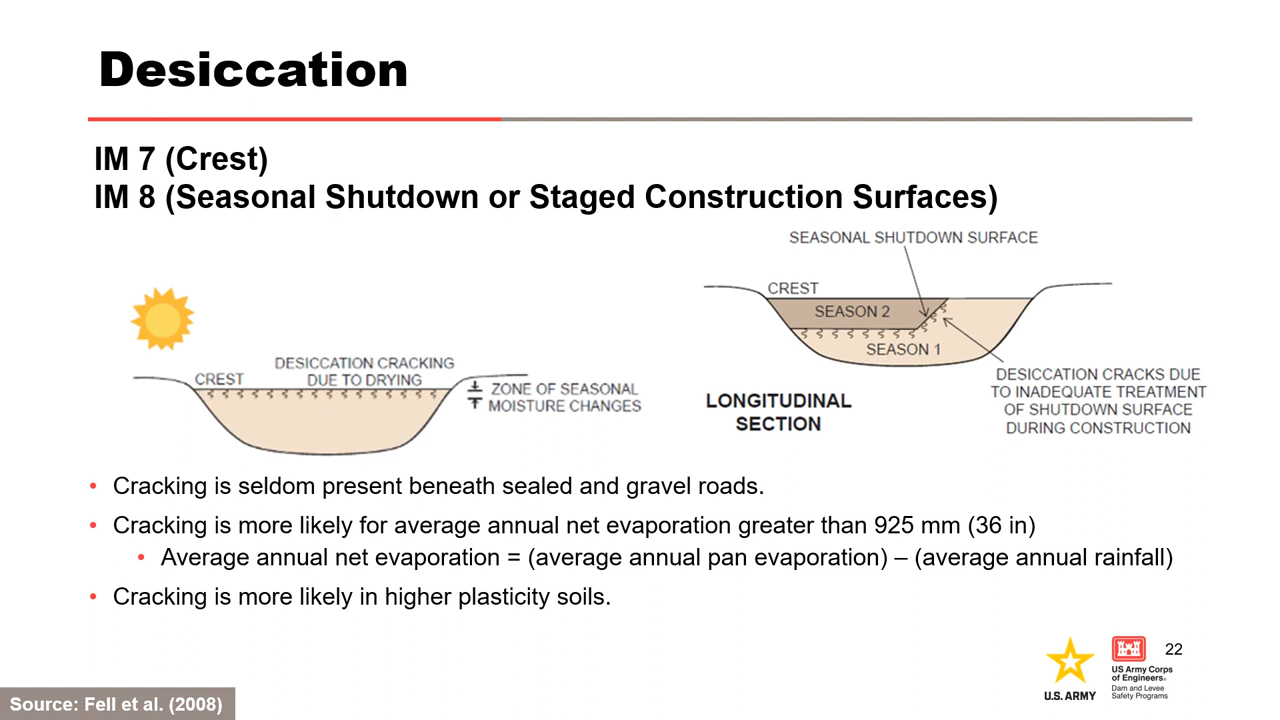 Desiccation
IM 7 (Crest)
IM 8 (Seasonal Shutdown or Staged Construction Surfaces)
CREST
DESICCATION CRACKING
DUE TO DRYING
ZONE OF SEASONAL
MOISTURE CHANGES
SEASONAL SHUTDOWN SURFACE
CREST
SEASON 2
SEASON 1
LONGITUDINAL
SECTION
DESICCATION CRACKS DUE
TO INADEQUATE TREATMENT
OF SHUTDOWN SURFACE
DURING CONSTRUCTION
• Cracking is seldom present beneath sealed and gravel roads.
• Cracking is more likely for average annual net evaporation greater than 925 mm (36 in)
• Average annual net evaporation = (average annual pan evaporation) – (average annual rainfall)
• Cracking is more likely in higher plasticity soils.
U.S. ARMY
US Army Corps
of Engineers®
Dam and Levee
Safety Programs
22
Source: Fell et al. (2008)